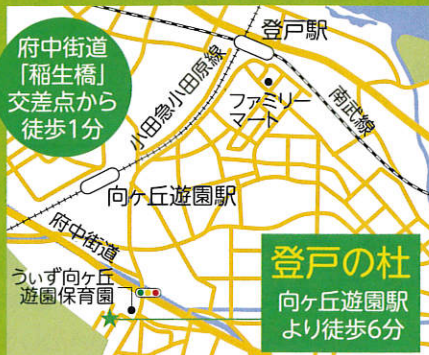 府中街道
「稲生橋」
交差点から
徒歩1分
登戸駅
小田急小田原線
ファミリー
マート
南武線
向ヶ丘遊園駅
府中街道
うぃず向ヶ丘
遊園保育園
登戸の杜
向ヶ丘遊園駅
より徒歩6分